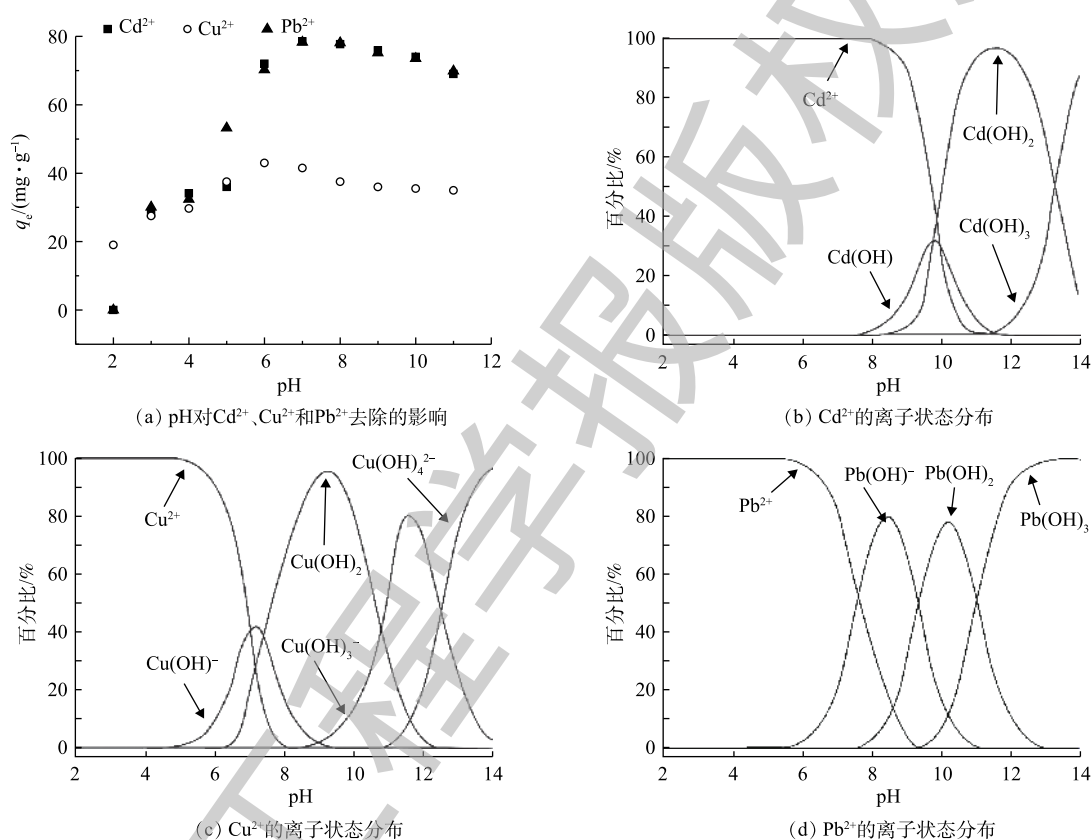 Cd²⁺ Cu²⁺ Pb²⁺
80
60
40
20
0
qₑ/(mg·g⁻¹)
2 4 6 8 10 12
pH
(a) pH对Cd²⁺、Cu²⁺和Pb²⁺去除的影响
100
80
60
40
20
0
百分比/%
Cd²⁺
Cd(OH)₂
Cd(OH)₃
Cd(OH)
2 4 6 8 10 12 14
pH
(b) Cd²⁺的离子状态分布
100
80
60
40
20
0
百分比/%
Cu(OH)₄²⁻
Cu²⁺
Cu(OH)₂
Cu(OH)₃⁻
Cu(OH)⁻
2 4 6 8 10 12 14
pH
(c) Cu²⁺的离子状态分布
100
80
60
40
20
0
百分比/%
Pb(OH)⁻ Pb(OH)₂
Pb²⁺
Pb(OH)₃
2 4 6 8 10 12 14
pH
(d) Pb²⁺的离子状态分布
工程学报版权